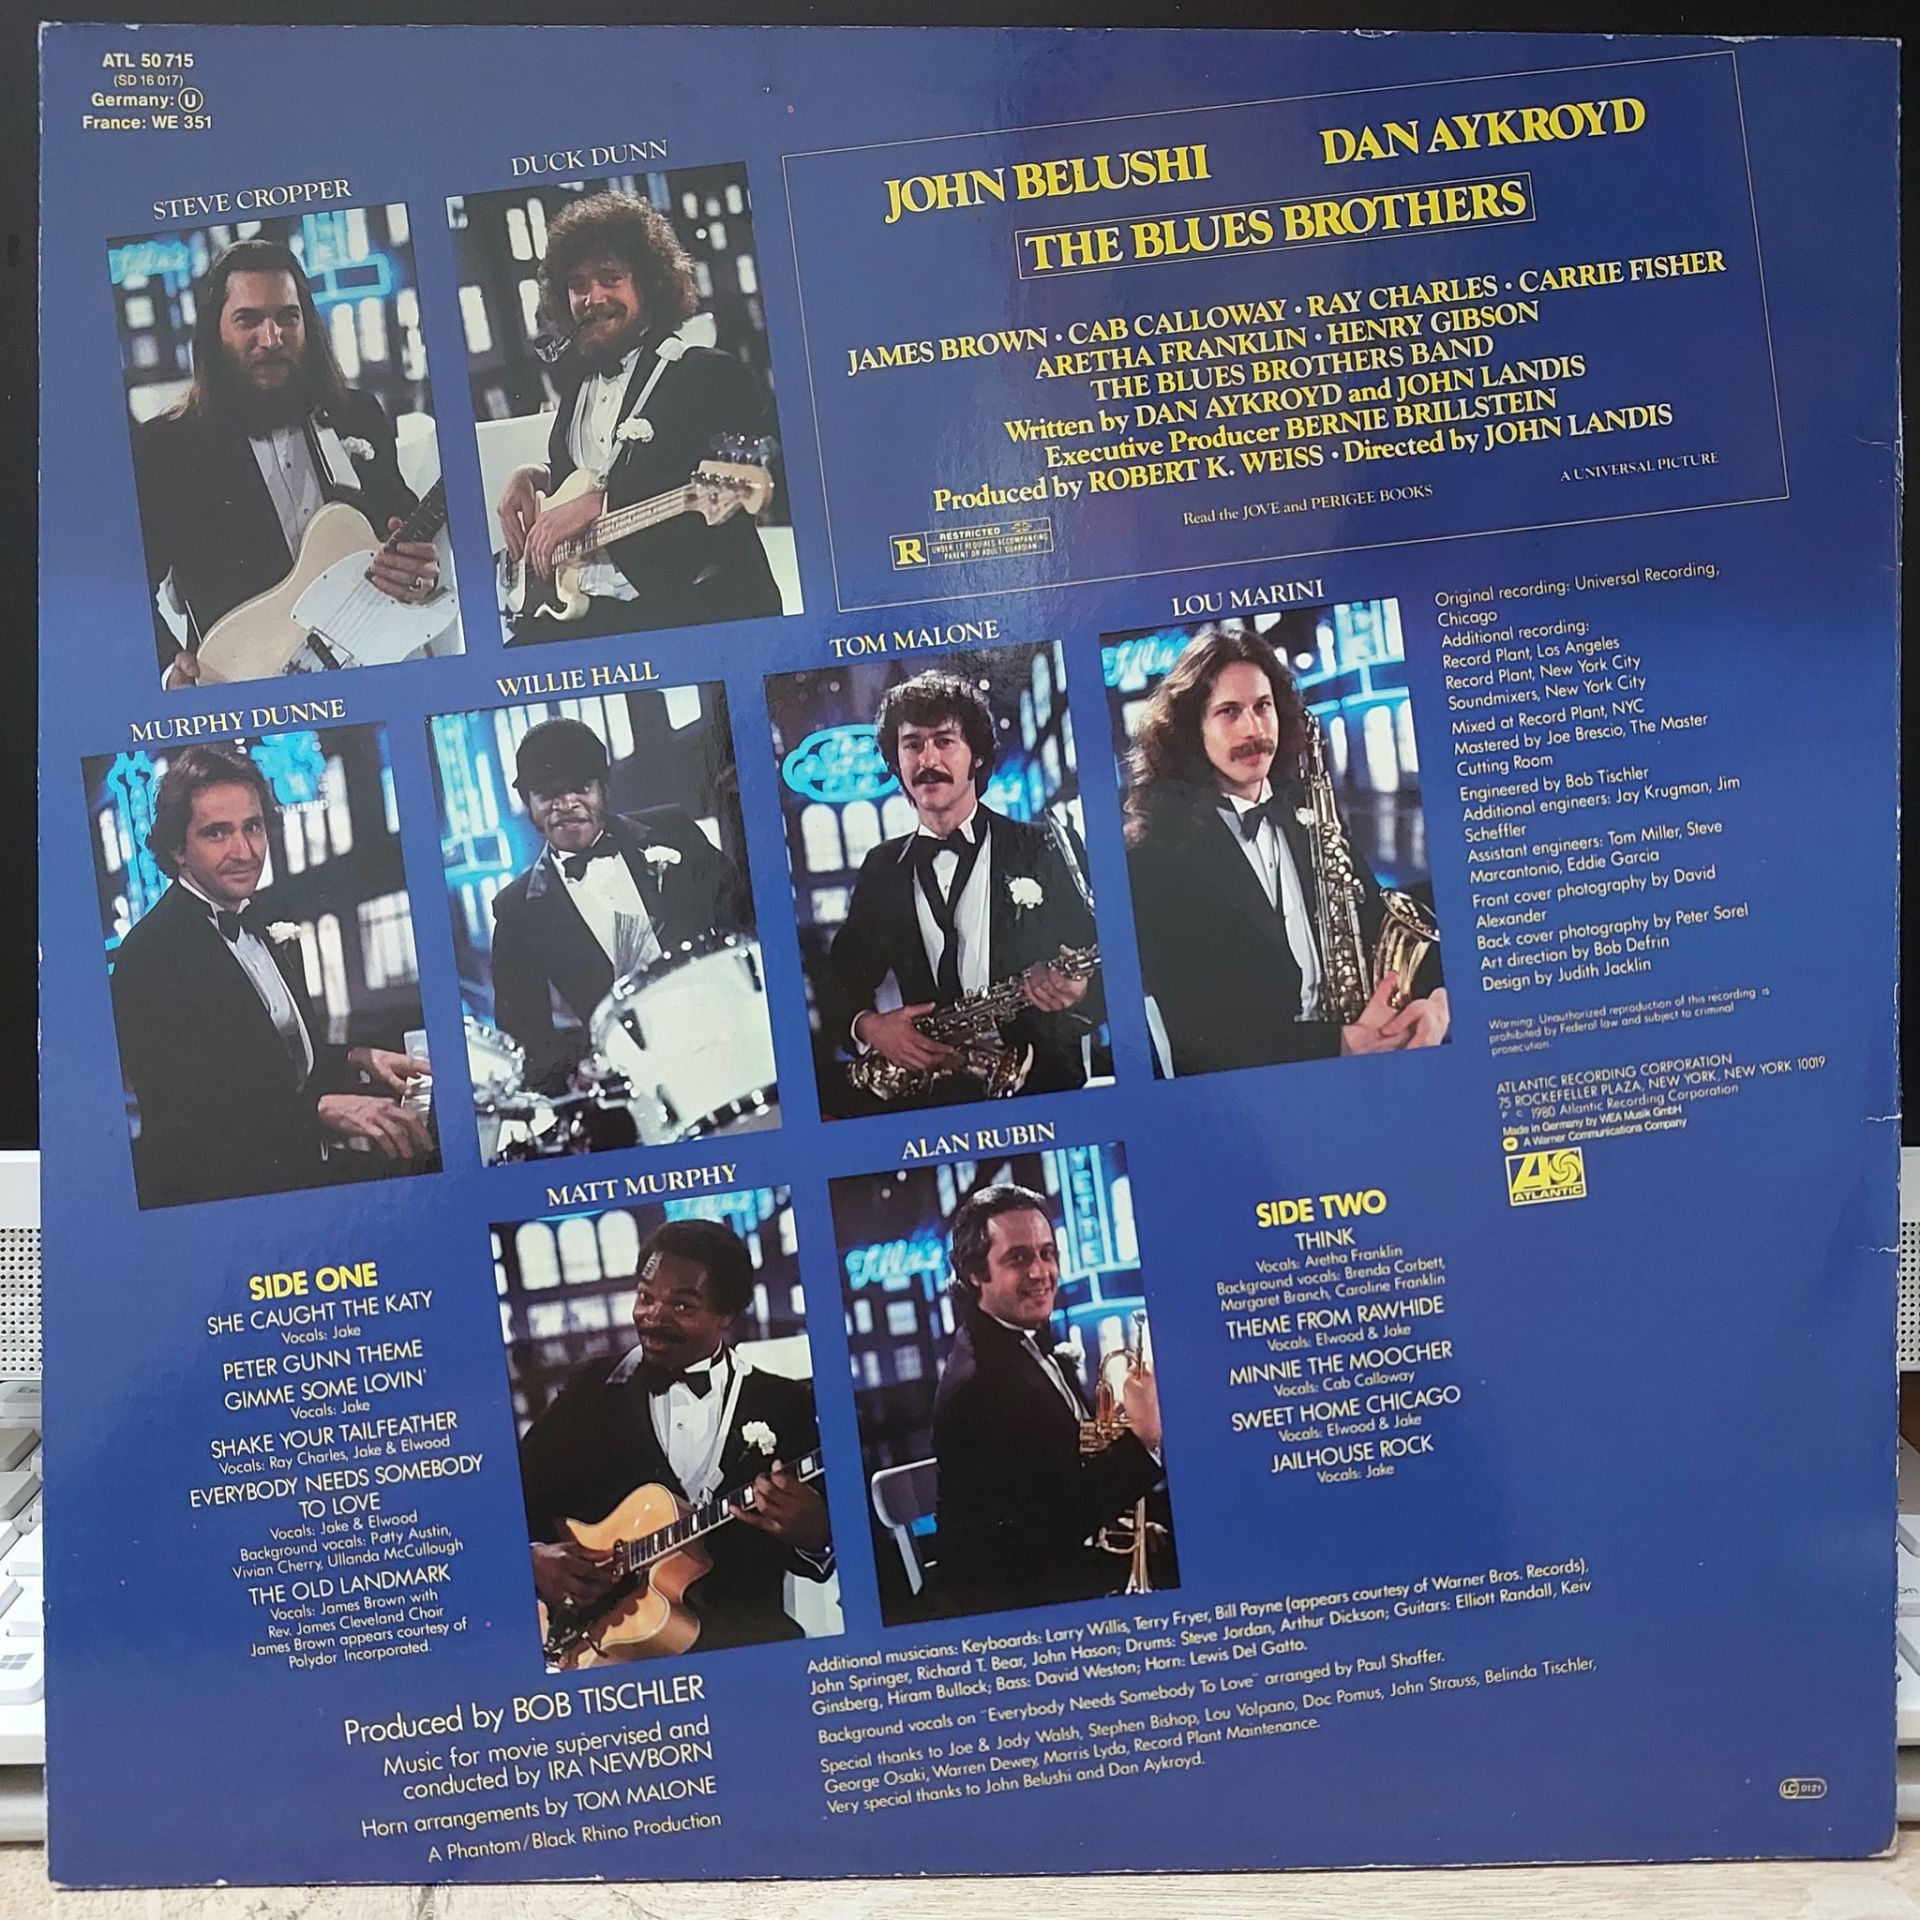 ATL 50 715
(SD 16 017)
Germany: U
France: WE 351
STEVE CROPPER
DUCK DUNN
JOHN BELUSHI
DAN AYKROYD
THE BLUES BROTHERS
JAMES BROWN • CAB CALLOWAY • RAY CHARLES • CARRIE FISHER
ARETHA FRANKLIN • HENRY GIBSON
THE BLUES BROTHERS BAND
Written by DAN AYKROYD and JOHN LANDIS
Executive Producer BERNIE BRILLSTEIN
Produced by ROBERT K. WEISS • Directed by JOHN LANDIS
Read the JOVE and PERIGEE BOOKS
A UNIVERSAL PICTURE
R
RESTRICTED
UNDER 17 REQUIRES ACCOMPANYING
PARENT OR ADULT GUARDIAN
MURPHY DUNNE
WILLIE HALL
TOM MALONE
LOU MARINI
Original recording: Universal Recording,
Chicago
Additional recording:
Record Plant, Los Angeles
Record Plant, New York City
Soundmixers, New York City
Mixed at Record Plant, NYC
Mastered by Joe Brescio, The Master
Cutting Room
Engineered by Bob Tischler
Additional engineers: Jay Krugman, Jim
Scheffler
Assistant engineers: Tom Miller, Steve
Marcantonio, Eddie Garcia
Front cover photography by David
Alexander
Back cover photography by Peter Sorel
Art direction by Bob Defrin
Design by Judith Jacklin
Warning: Unauthorized reproduction of this recording is
prohibited by Federal law and subject to criminal
prosecution.
ATLANTIC RECORDING CORPORATION
75 ROCKEFELLER PLAZA, NEW YORK, NEW YORK 10019
P C 1980 Atlantic Recording Corporation
Made in Germany by WEA Musik GmbH
A Warner Communications Company
ATLANTIC
MATT MURPHY
ALAN RUBIN
SIDE ONE
SHE CAUGHT THE KATY
Vocals: Jake
PETER GUNN THEME
GIMME SOME LOVIN'
Vocals: Jake
SHAKE YOUR TAILFEATHER
Vocals: Ray Charles, Jake & Elwood
EVERYBODY NEEDS SOMEBODY
TO LOVE
Vocals: Jake & Elwood
Background vocals: Patty Austin,
Vivian Cherry, Ullanda McCullough
THE OLD LANDMARK
Vocals: James Brown with
Rev. James Cleveland Choir
James Brown appears courtesy of
Polydor Incorporated.
SIDE TWO
THINK
Vocals: Aretha Franklin
Background vocals: Brenda Corbett,
Margaret Branch, Caroline Franklin
THEME FROM RAWHIDE
Vocals: Elwood & Jake
MINNIE THE MOOCHER
Vocals: Cab Calloway
SWEET HOME CHICAGO
Vocals: Elwood & Jake
JAILHOUSE ROCK
Vocals: Jake
Produced by BOB TISCHLER
Music for movie supervised and
conducted by IRA NEWBORN
Horn arrangements by TOM MALONE
A Phantom/Black Rhino Production
Additional musicians: Keyboards: Larry Willis, Terry Fryer, Bill Payne (appears courtesy of Warner Bros. Records),
John Springer, Richard T. Bear, John Hason; Drums: Steve Jordan, Arthur Dickson; Guitars: Elliott Randall, Keiv
Ginsberg, Hiram Bullock; Bass: David Weston; Horn: Lewis Del Gatto.
Background vocals on "Everybody Needs Somebody To Love" arranged by Paul Shaffer.
Special thanks to Joe & Jody Walsh, Stephen Bishop, Lou Volpano, Doc Pomus, John Strauss, Belinda Tischler,
George Osaki, Warren Dewey, Morris Lyda, Record Plant Maintenance.
Very special thanks to John Belushi and Dan Aykroyd.
LC 0121